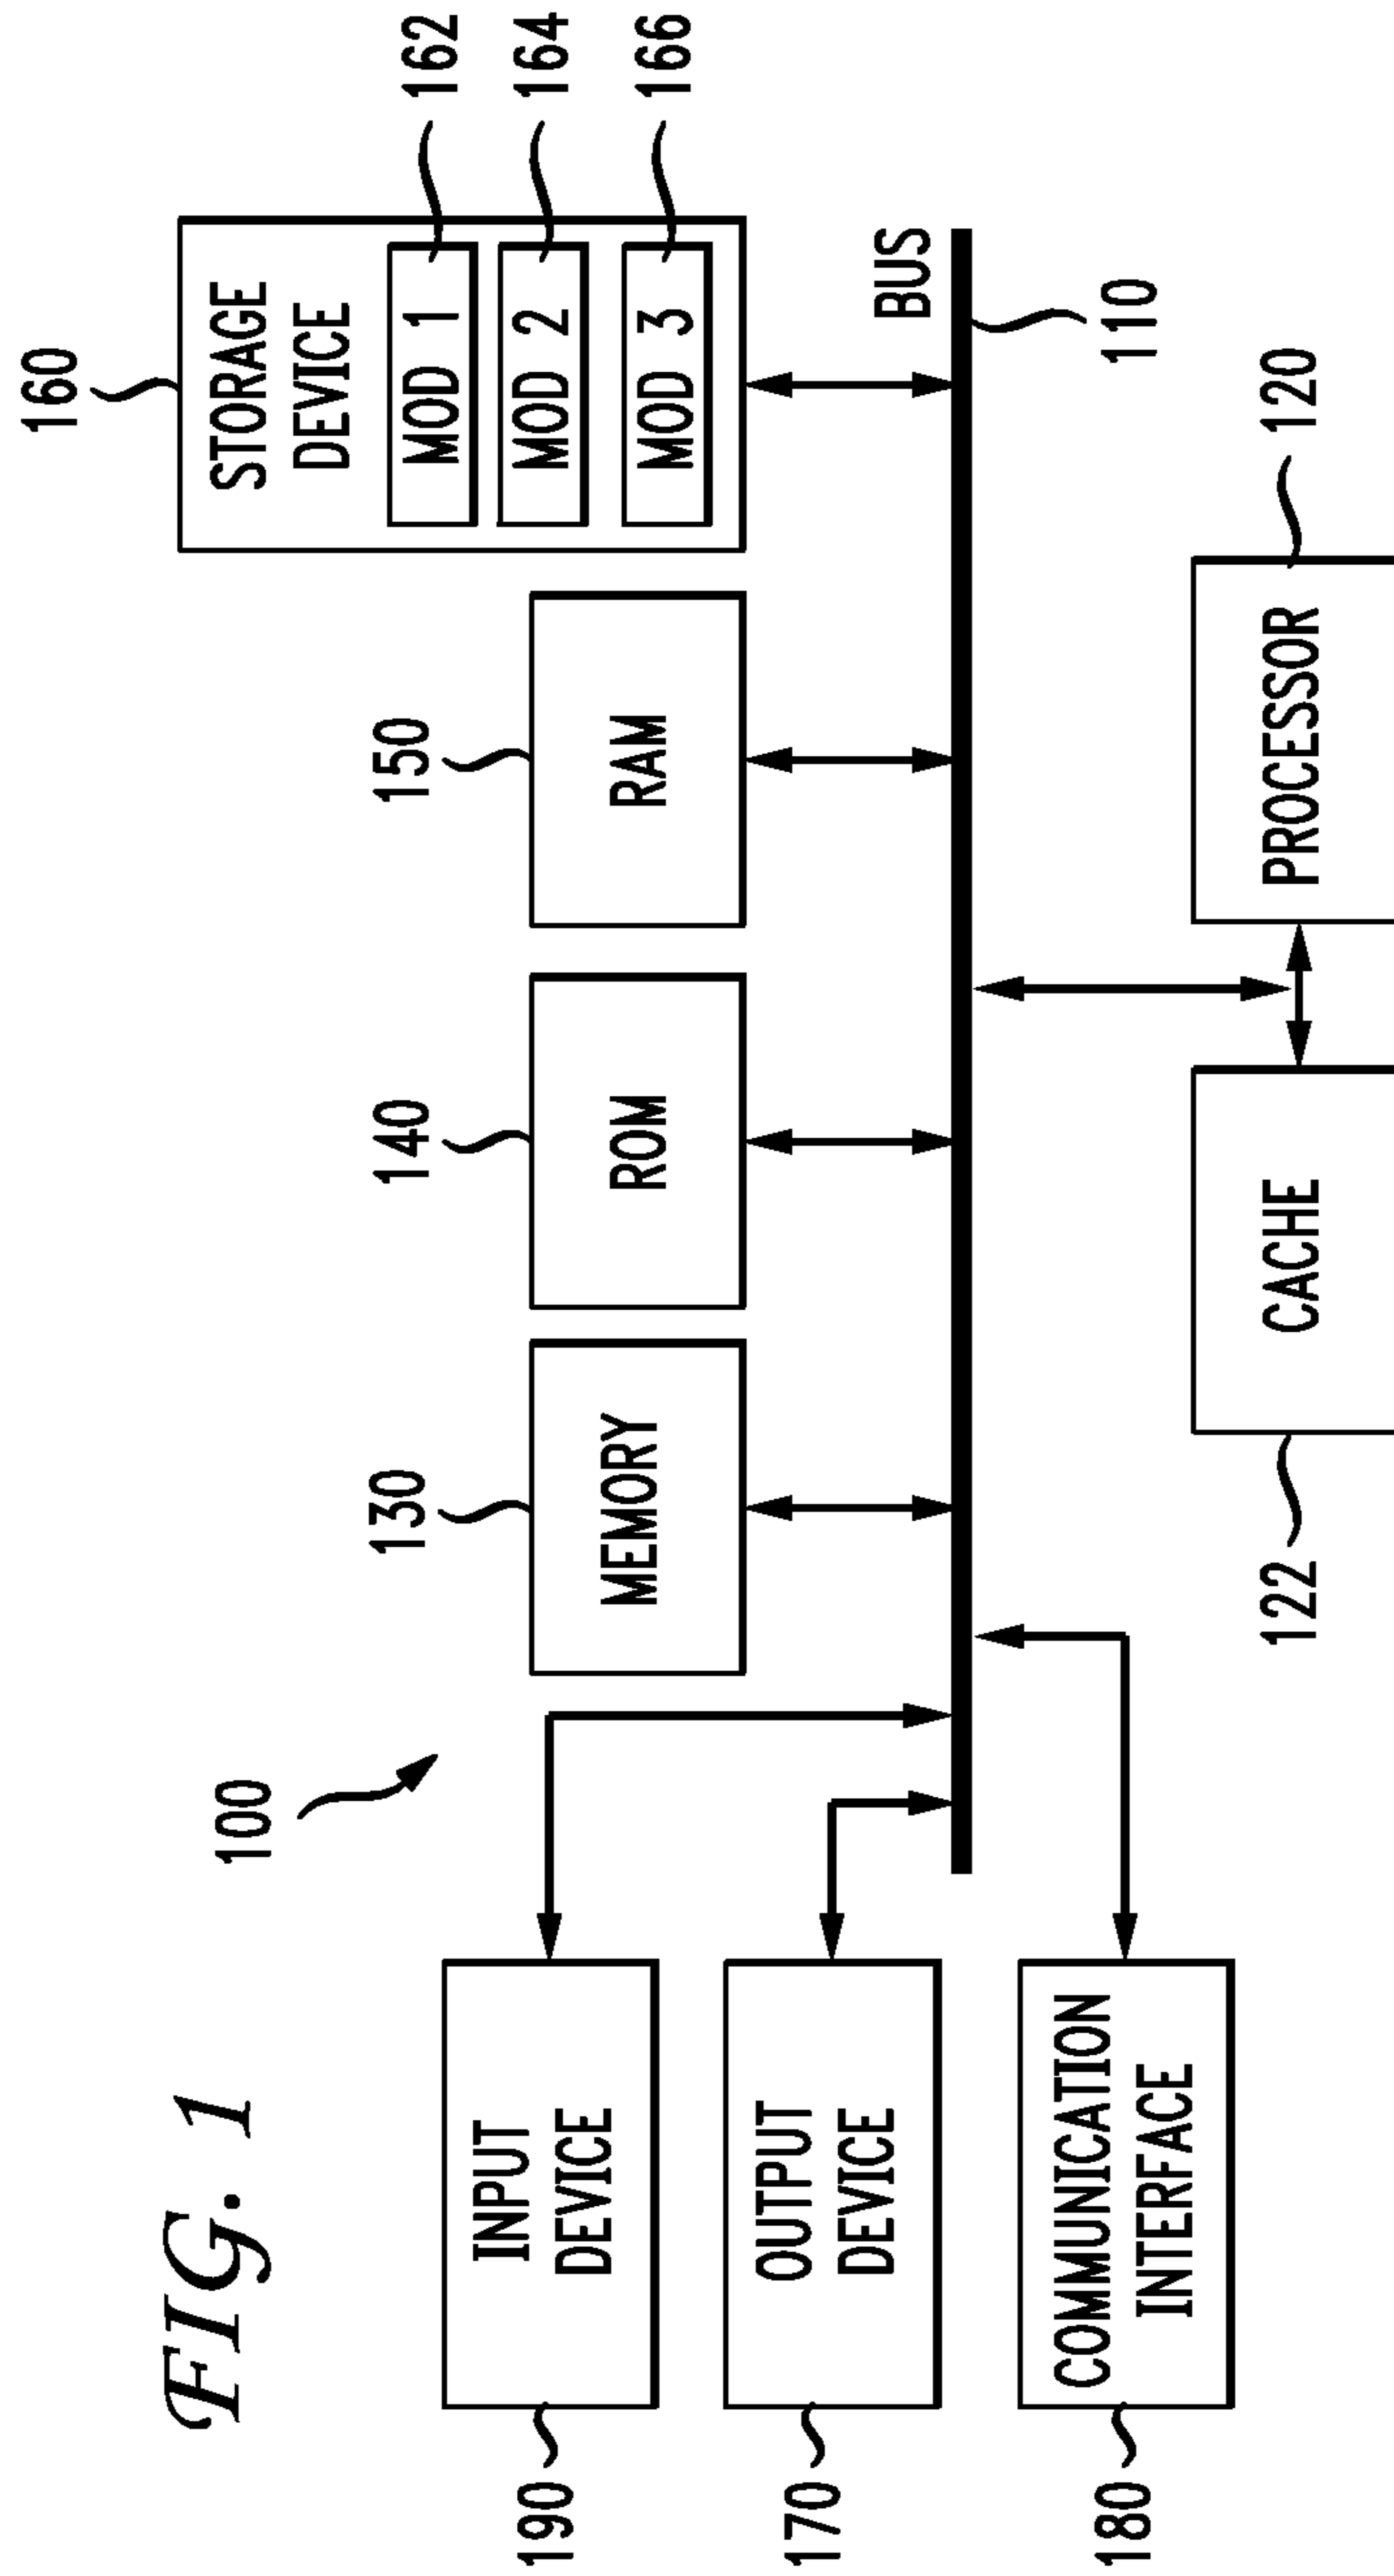 FIG. 1
160
STORAGE
DEVICE
MOD 1
162
MOD 2
164
MOD 3
166
100
130
MEMORY
140
ROM
150
RAM
190
INPUT
DEVICE
170
OUTPUT
DEVICE
180
COMMUNICATION
INTERFACE
BUS
110
122
CACHE
PROCESSOR
120